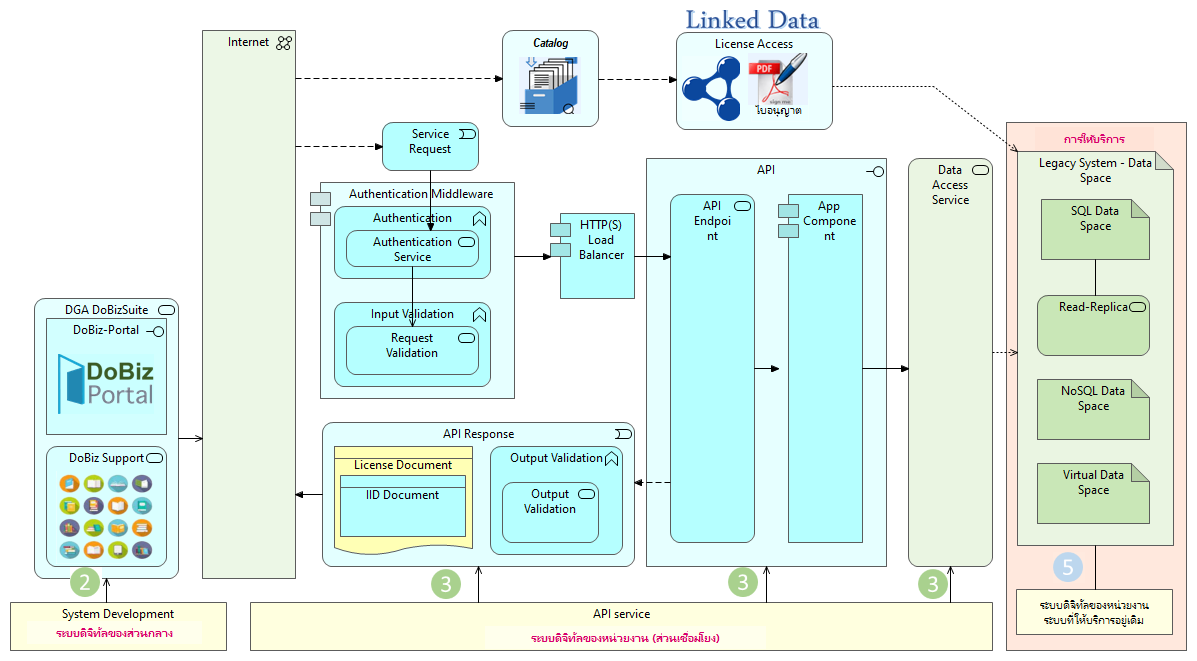 Linked Data
Internet
Catalog
License Access
PDF
sign me
ใบอนุญาต
Service
Request
Authentication Middleware
Authentication
Authentication
Service
Input Validation
Request
Validation
HTTP(S)
Load
Balancer
API
API
Endpoi
nt
App
Compone
nt
Data
Access
Service
การให้บริการ
Legacy System - Data
Space
SQL Data
Space
Read-Replica
NoSQL Data
Space
Virtual Data
Space
DGA DoBizSuite
DoBiz-Portal
DoBiz
Portal
DoBiz Support
API Response
License Document
IID Document
Output Validation
Output
Validation
2
3
3
3
5
System Development
ระบบดิจิทัลของส่วนกลาง
API service
ระบบดิจิทัลของหน่วยงาน (ส่วนเชื่อมโยง)
ระบบดิจิทัลของหน่วยงาน
ระบบที่ให้บริการอยู่เดิม